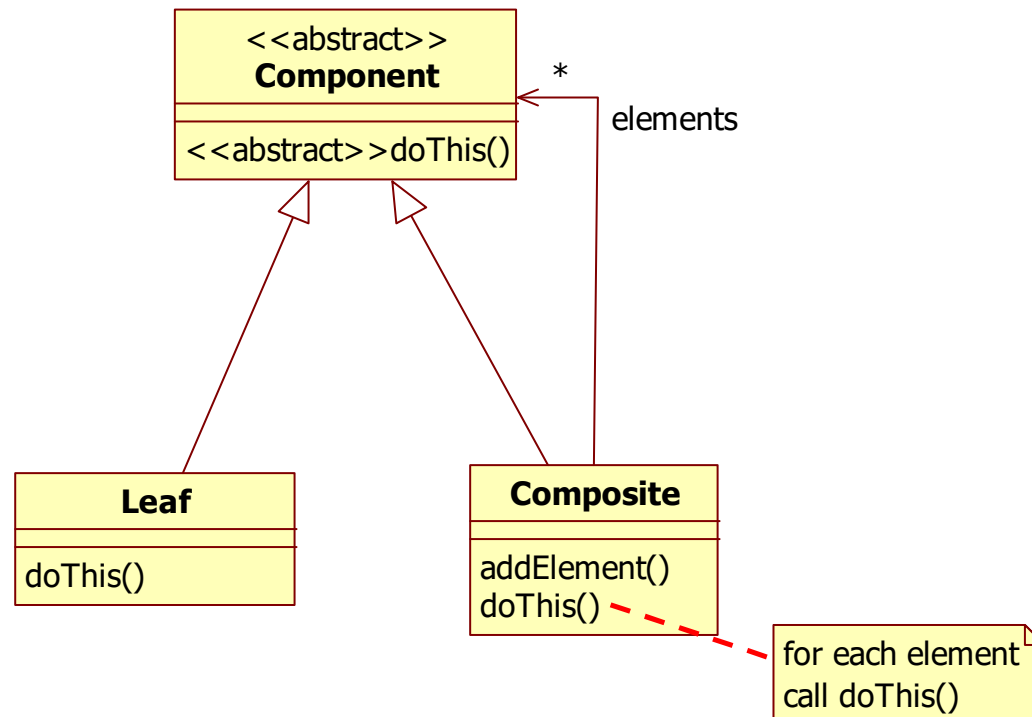 <<abstract>>
Component
<<abstract>>doThis()
*
elements
Leaf
doThis()
Composite
addElement()
doThis()
for each element
call doThis()